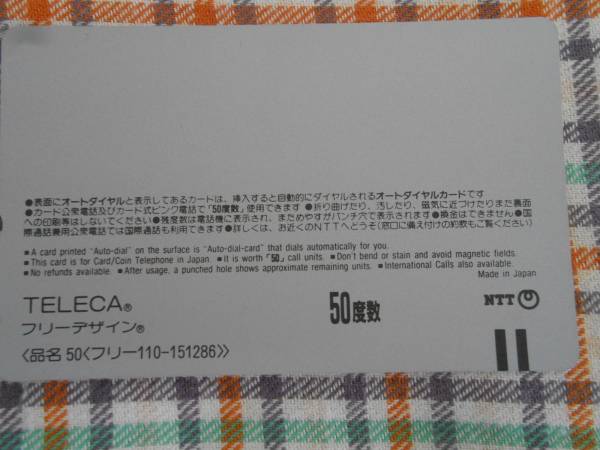 ●表面にオートダイヤルと表示してあるカードは、挿入すると自動的にダイヤルされるオートダイヤルカードです
●カード公衆電話及びカード式ピンク電話で「50度数」使用できます ●折り曲げたり、汚したり、磁気に近づけたりまた裏面
への印刷等はしないでください ●残度数は電話機に表示され、まためやすがパンチ穴で表示されます ●換金はできません ●国
際通話兼用公衆電話では国際通話も利用できます ●詳しくは、お近くのNTTへどうぞ(窓口に備え付けの約款もご覧ください)
■A card printed "Auto-dial" on the surface is "Auto-dial-card" that dials automatically for you.
■This card is for Card/Coin Telephone in Japan. ■It is worth「50」call units. ■Don't bend or stain and avoid magnetic fields.
■No refunds available. ■After usage, a punched hole shows approximate remaining units. ■International Calls also available.
Made in Japan
TELECA®
フリーデザイン®
50度数
NTT
〈品名 50〈フリー110-151286〉〉